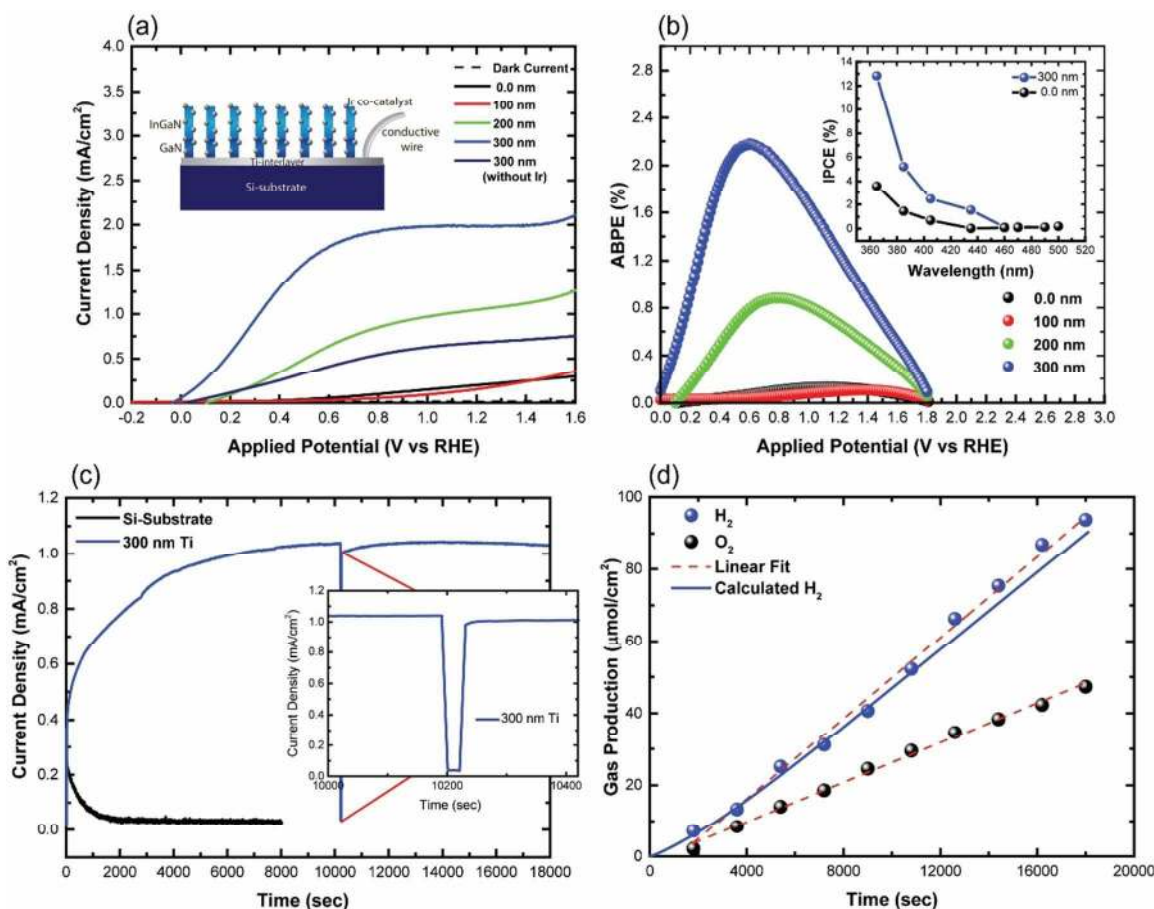 (a)
4.0
3.5
3.0
2.5
2.0
1.5
1.0
0.5
0.0
Current Density (mA/cm²)
-0.2 0.0 0.2 0.4 0.6 0.8 1.0 1.2 1.4 1.6
Applied Potential (V vs RHE)
Dark Current
0.0 nm
100 nm
200 nm
300 nm
300 nm
(without Ir)
Ir co-catalyst
InGaN
GaN
conductive
wire
Ti-interlayer
Si-substrate
(b)
2.8
2.4
2.0
1.6
1.2
0.8
0.4
0.0
ABPE (%)
0.0 0.2 0.4 0.6 0.8 1.0 1.2 1.4 1.6 1.8 2.0 2.2 2.4 2.6 2.8 3.0
Applied Potential (V vs RHE)
14
12
10
8
6
4
2
0
IPCE (%)
300 nm
0.0 nm
360 380 400 420 440 460 480 500 520
Wavelength (nm)
0.0 nm
100 nm
200 nm
300 nm
(c)
1.2
1.0
0.8
0.6
0.4
0.2
0.0
Current Density (mA/cm²)
Si-Substrate
300 nm Ti
0 2000 4000 6000 8000 10000 12000 14000 16000 18000
Time (sec)
1.2
1.0
0.8
0.6
0.4
0.2
0.0
Current Density (mA/cm²)
300 nm Ti
10000 10200 10400
Time (sec)
(d)
100
80
60
40
20
0
Gas Production (μmol/cm²)
H₂
O₂
Linear Fit
Calculated H₂
0 4000 8000 12000 16000 20000
Time (sec)